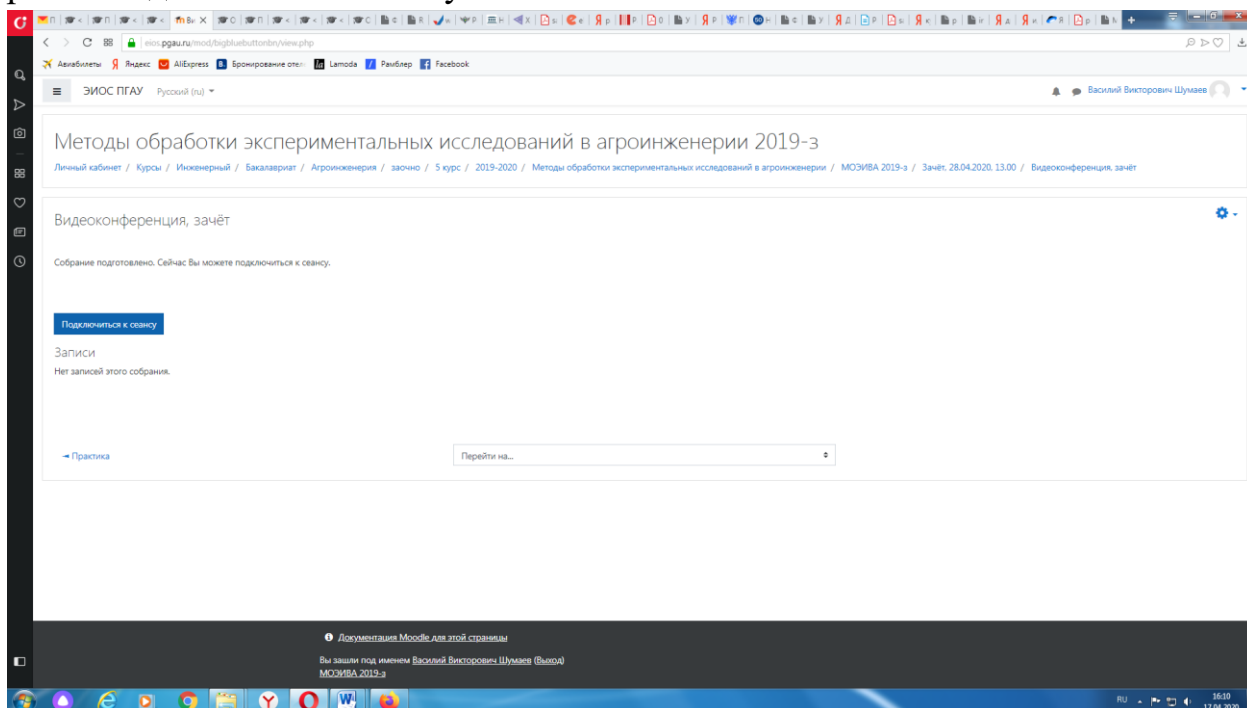 ЭИОС ПГАУ Русский (ru)
Василий Викторович Шумаев
eios.pgau.ru/mod/bigbluebuttonbn/view.php
Авиабилеты Яндекс AliExpress Бронирование отел Lamoda Рамблер Facebook
Методы обработки экспериментальных исследований в агроинженерии 2019-з
Личный кабинет / Курсы / Инженерный / Бакалавриат / Агроинженерия / заочно / 5 курс / 2019-2020 / Методы обработки экспериментальных исследований в агроинженерии / МОЭИВА 2019-з / Зачёт, 28.04.2020, 13.00 / Видеоконференция, зачёт
Видеоконференция, зачёт
Собрание подготовлено. Сейчас Вы можете подключиться к сеансу.
Подключиться к сеансу
Записи
Нет записей этого собрания.
◄ Практика
Перейти на...
Документация Moodle для этой страницы
Вы зашли под именем Василий Викторович Шумаев (Выход)
МОЭИВА 2019-з
RU
16:10
17.04.2020